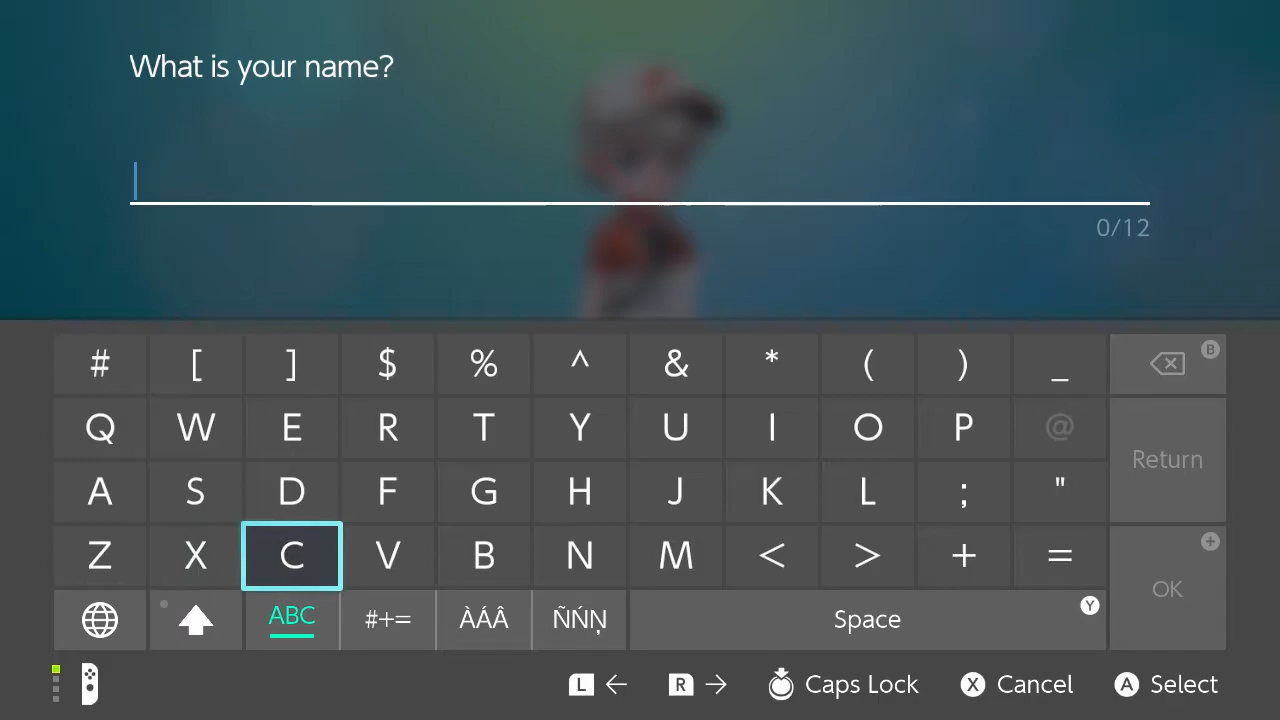 What is your name?
0/12
# [ ] $ % ^ & * ( ) _ B
Q W E R T Y U I O P @
A S D F G H J K L ; " Return
Z X C V B N M < > + = +
ABC #+= ÀÁÂ ÑŃŅ Space Y OK
L ← R → Caps Lock X Cancel A Select